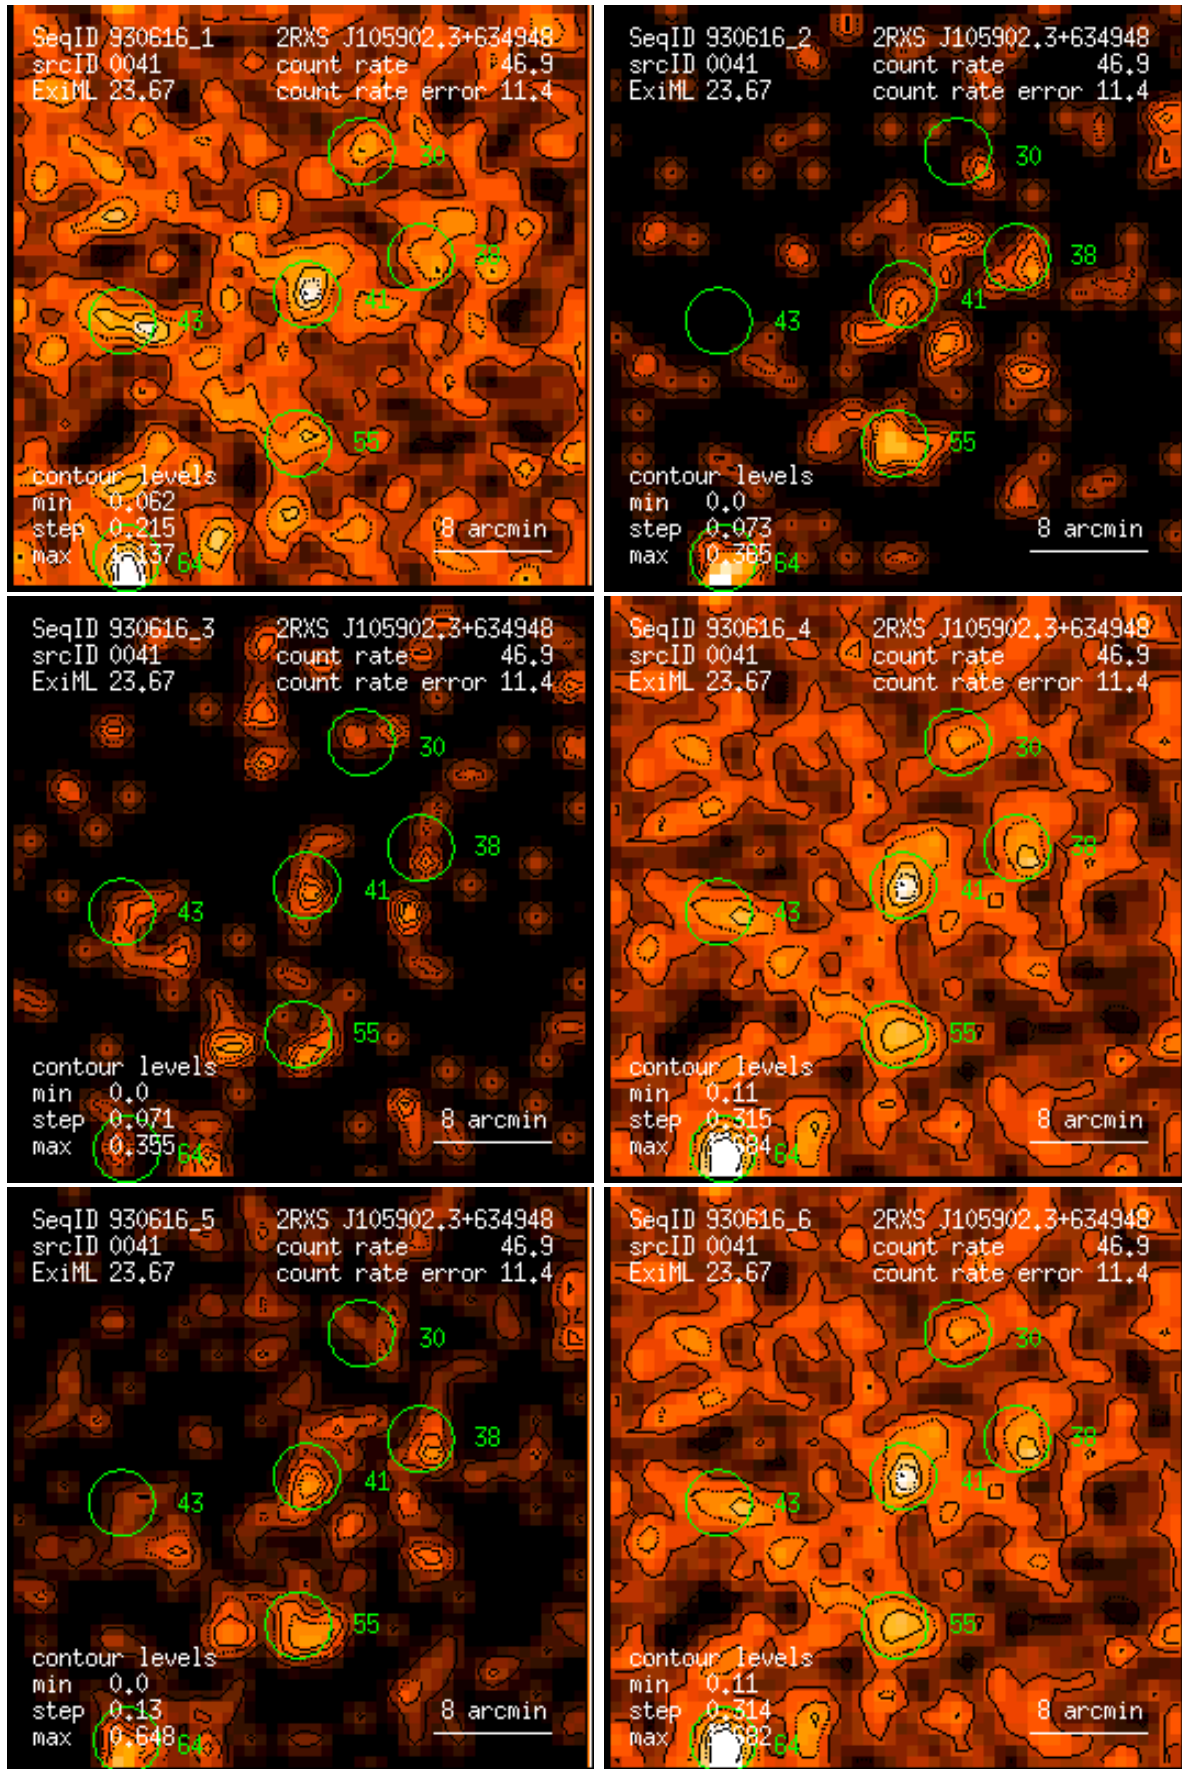 SeqID 930616_1 2RXS J105902.3+634948
srcID 0041 count rate 46.9
ExiML 23.67 count rate error 11.4
30
38
41
43
55
contour levels
min 0.062
step 0.215
8 arcmin
max 1.137
64
SeqID 930616_2 2RXS J105902.3+634948
srcID 0041 count rate 46.9
ExiML 23.67 count rate error 11.4
30
38
41
43
55
contour levels
min 0.0
step 0.073
8 arcmin
max 0.365
64
SeqID 930616_3 2RXS J105902.3+634948
srcID 0041 count rate 46.9
ExiML 23.67 count rate error 11.4
30
38
41
43
55
contour levels
min 0.0
step 0.071
8 arcmin
max 0.355
64
SeqID 930616_4 2RXS J105902.3+634948
srcID 0041 count rate 46.9
ExiML 23.67 count rate error 11.4
30
38
41
43
55
contour levels
min 0.11
step 0.315
8 arcmin
max
64
SeqID 930616_5 2RXS J105902.3+634948
srcID 0041 count rate 46.9
ExiML 23.67 count rate error 11.4
30
38
41
43
55
contour levels
min 0.0
step 0.13
8 arcmin
max 0.648
64
SeqID 930616_6 2RXS J105902.3+634948
srcID 0041 count rate 46.9
ExiML 23.67 count rate error 11.4
30
38
41
43
55
contour levels
min 0.11
step 0.314
8 arcmin
max
64